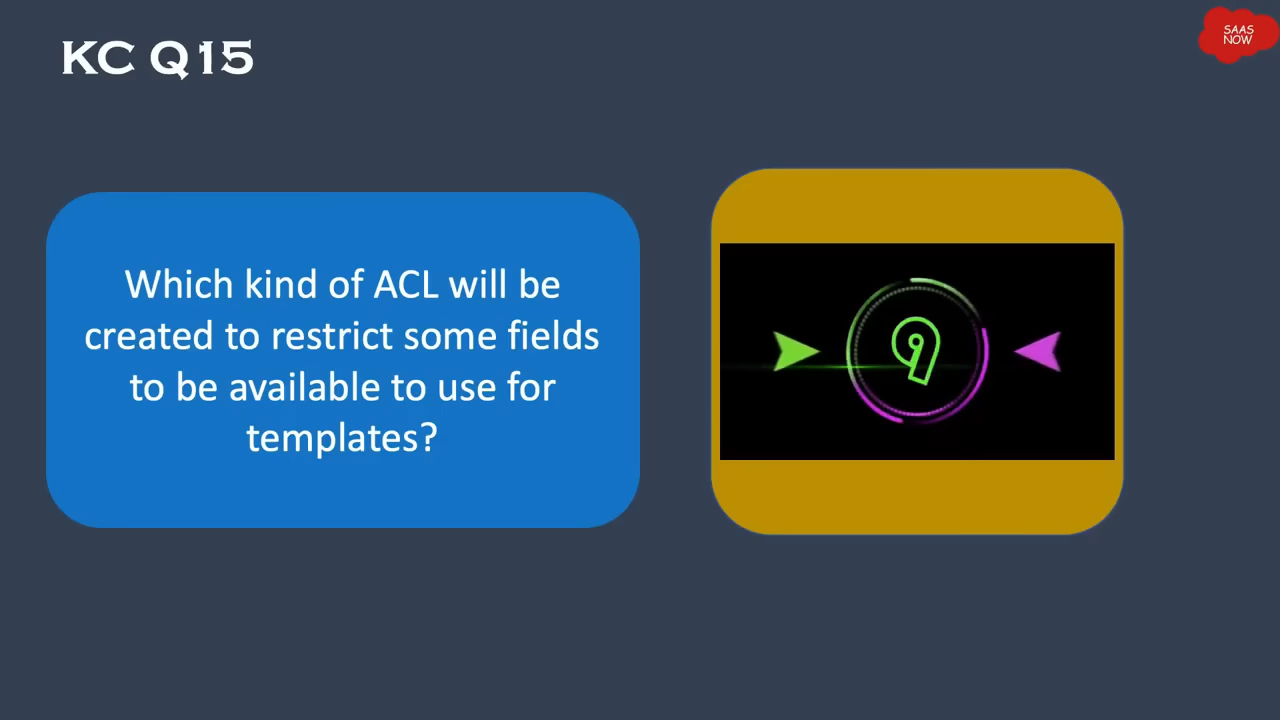 KC Q15
SAAS
NOW
Which kind of ACL will be
created to restrict some fields
to be available to use for
templates?
9